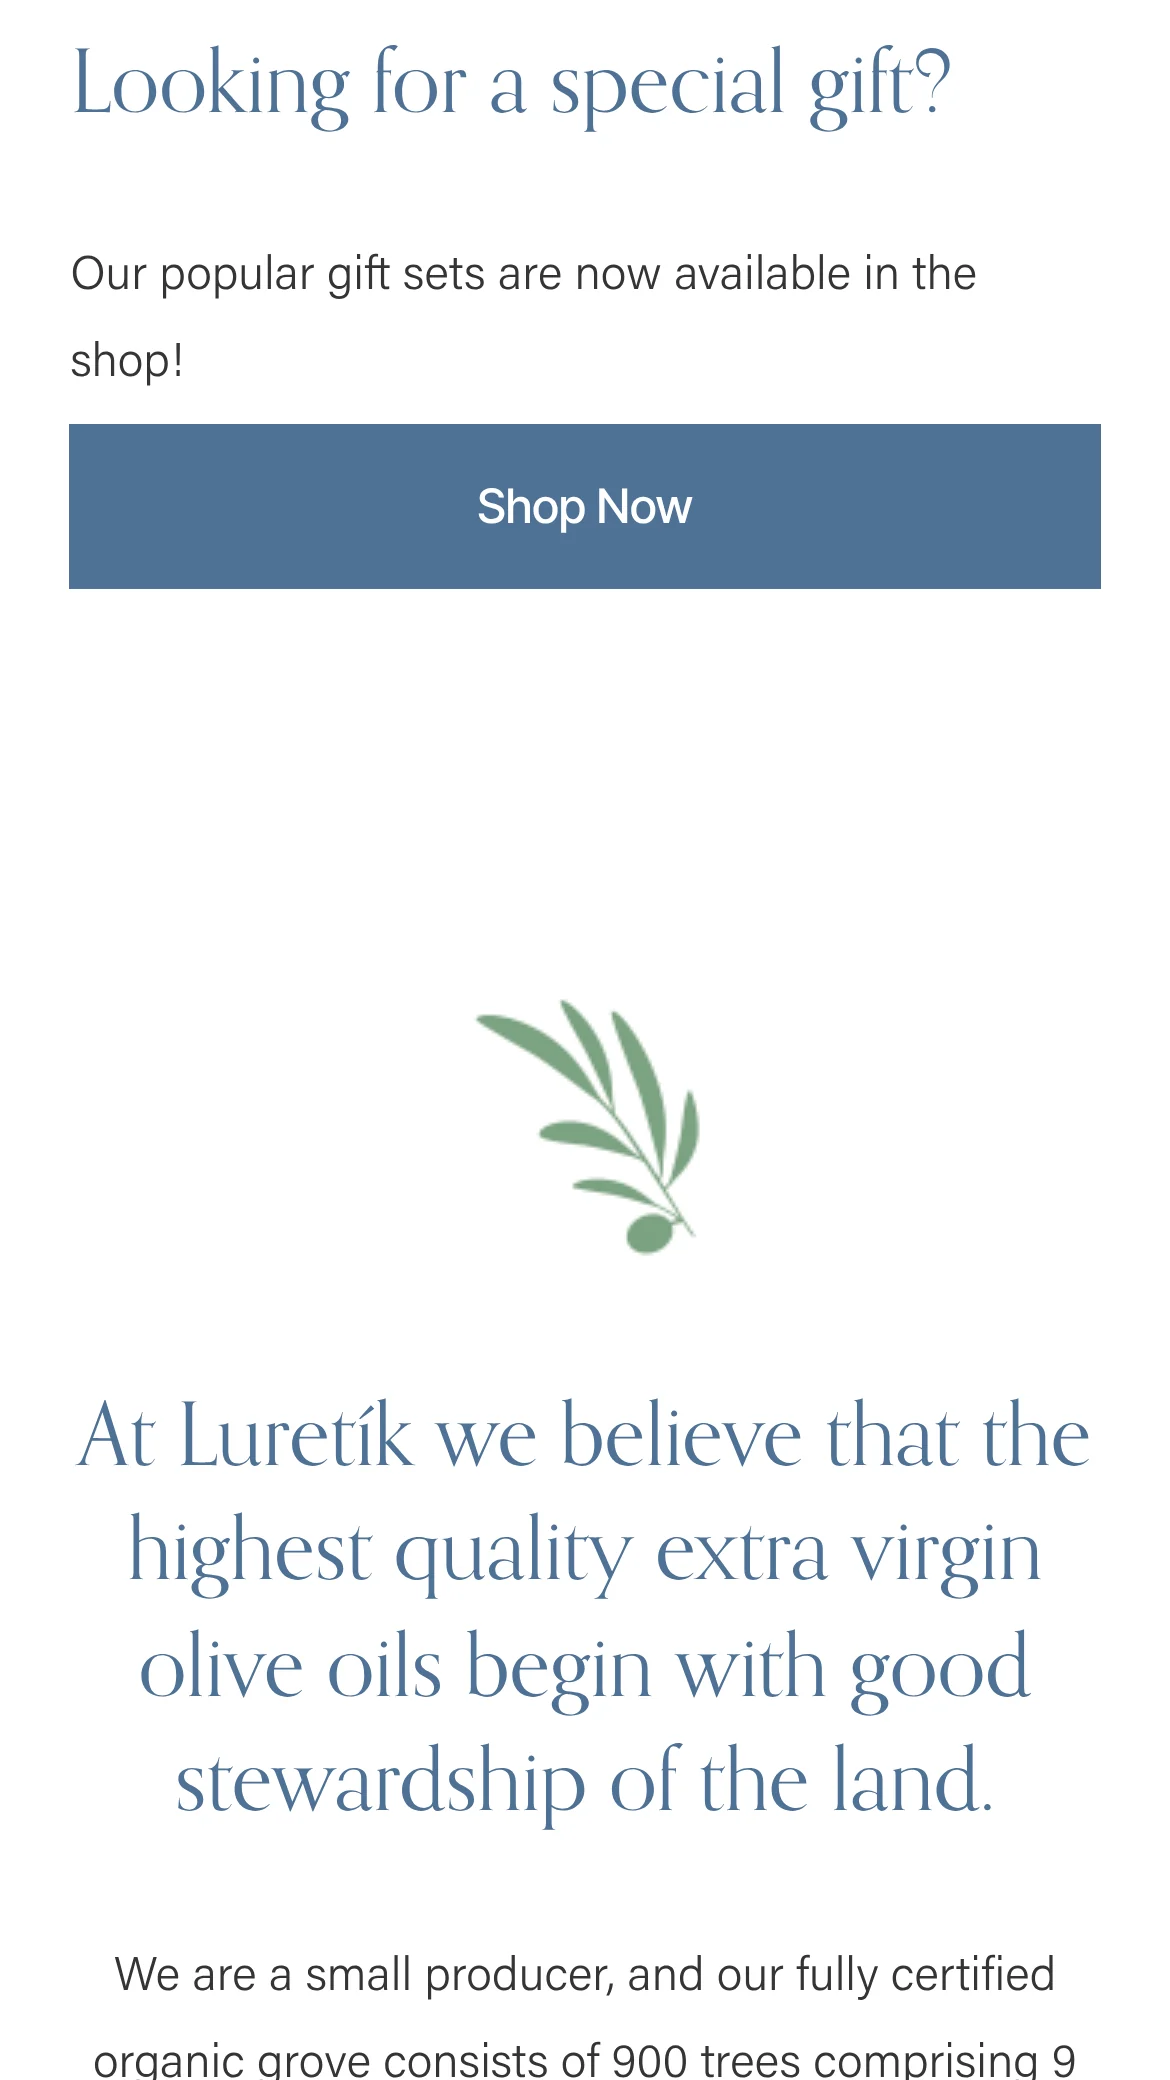 Looking for a special gift?
Our popular gift sets are now available in the
shop!
Shop Now
At Luretík we believe that the
highest quality extra virgin
olive oils begin with good
stewardship of the land.
We are a small producer, and our fully certified
organic grove consists of 900 trees comprising 9